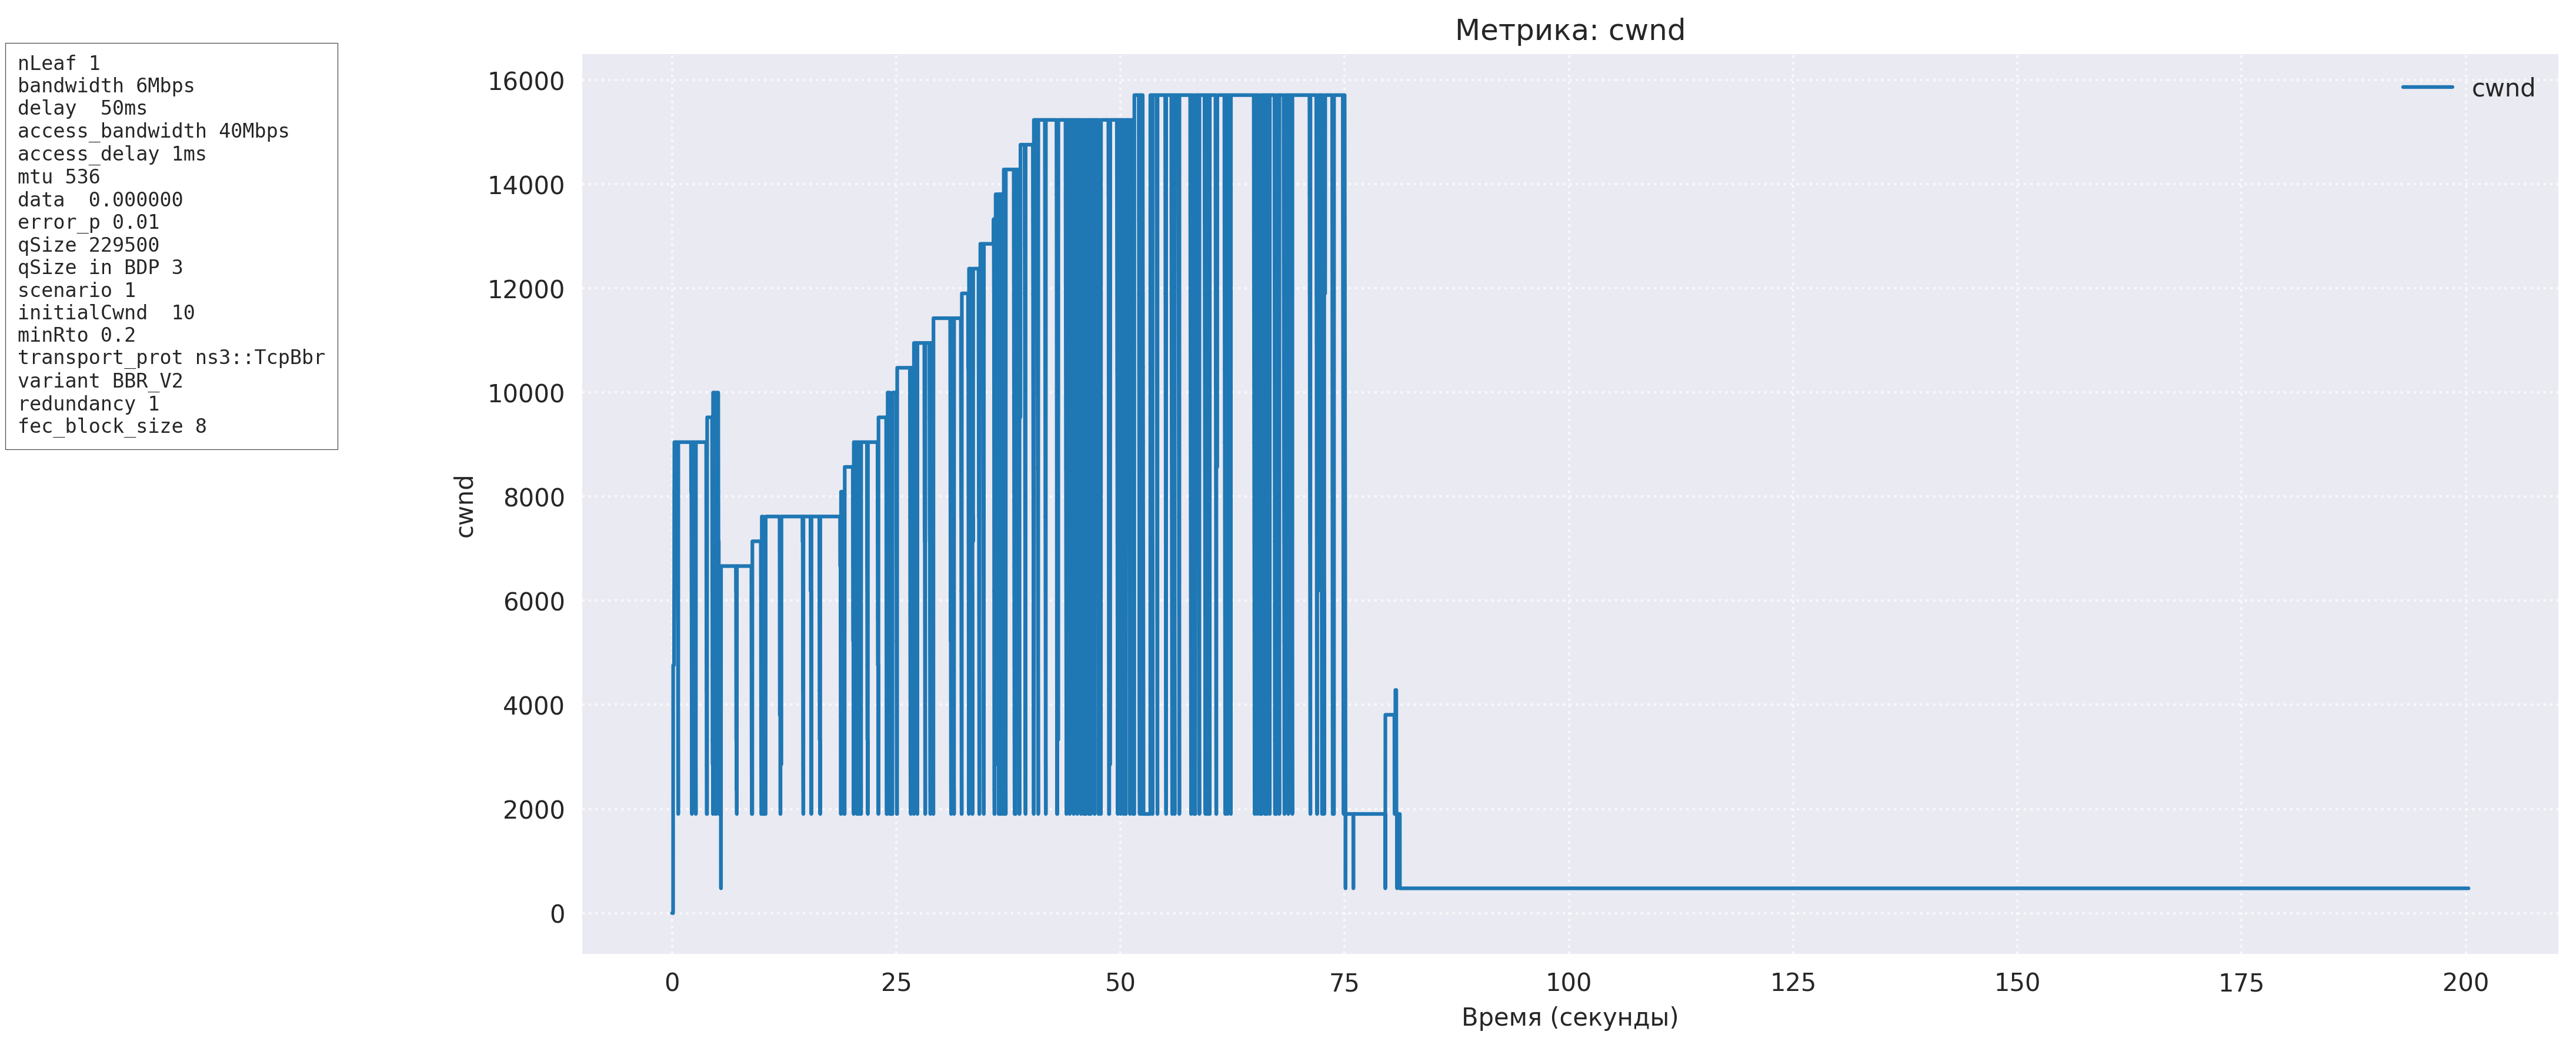 Метрика: cwnd
nLeaf 1
bandwidth 6Mbps
delay  50ms
access_bandwidth 40Mbps
access_delay 1ms
mtu 536
data  0.000000
error_p 0.01
qSize 229500
qSize in BDP 3
scenario 1
initialCwnd  10
minRto 0.2
transport_prot ns3::TcpBbr
variant BBR_V2
redundancy 1
fec_block_size 8
cwnd
16000
14000
12000
10000
8000
6000
4000
2000
0
cwnd
0 25 50 75 100 125 150 175 200
Время (секунды)